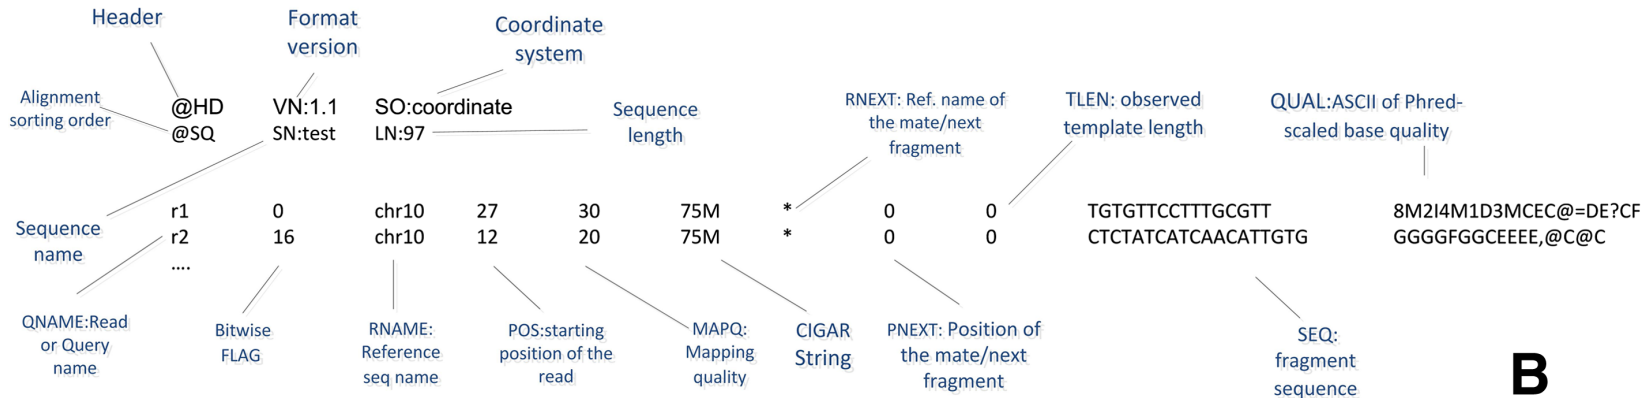 Header
Format
version
Coordinate
system
Alignment
sorting order
@HD VN:1.1 SO:coordinate
@SQ SN:test LN:97
Sequence
length
RNEXT: Ref. name of
the mate/next
fragment
TLEN: observed
template length
QUAL:ASCII of Phred-
scaled base quality
Sequence
name
r1 0 chr10 27 30 75M * 0 0 TGTGTTCCTTTGCGTT 8M2I4M1D3MCEC@=DE?CF
r2 16 chr10 12 20 75M * 0 0 CTCTATCATCAACATTGTG GGGGFGGCEEEE,@C@C
....
QNAME:Read
or Query
name
Bitwise
FLAG
RNAME:
Reference
seq name
POS:starting
position of the
read
MAPQ:
Mapping
quality
CIGAR
String
PNEXT: Position of
the mate/next
fragment
SEQ:
fragment
sequence
B